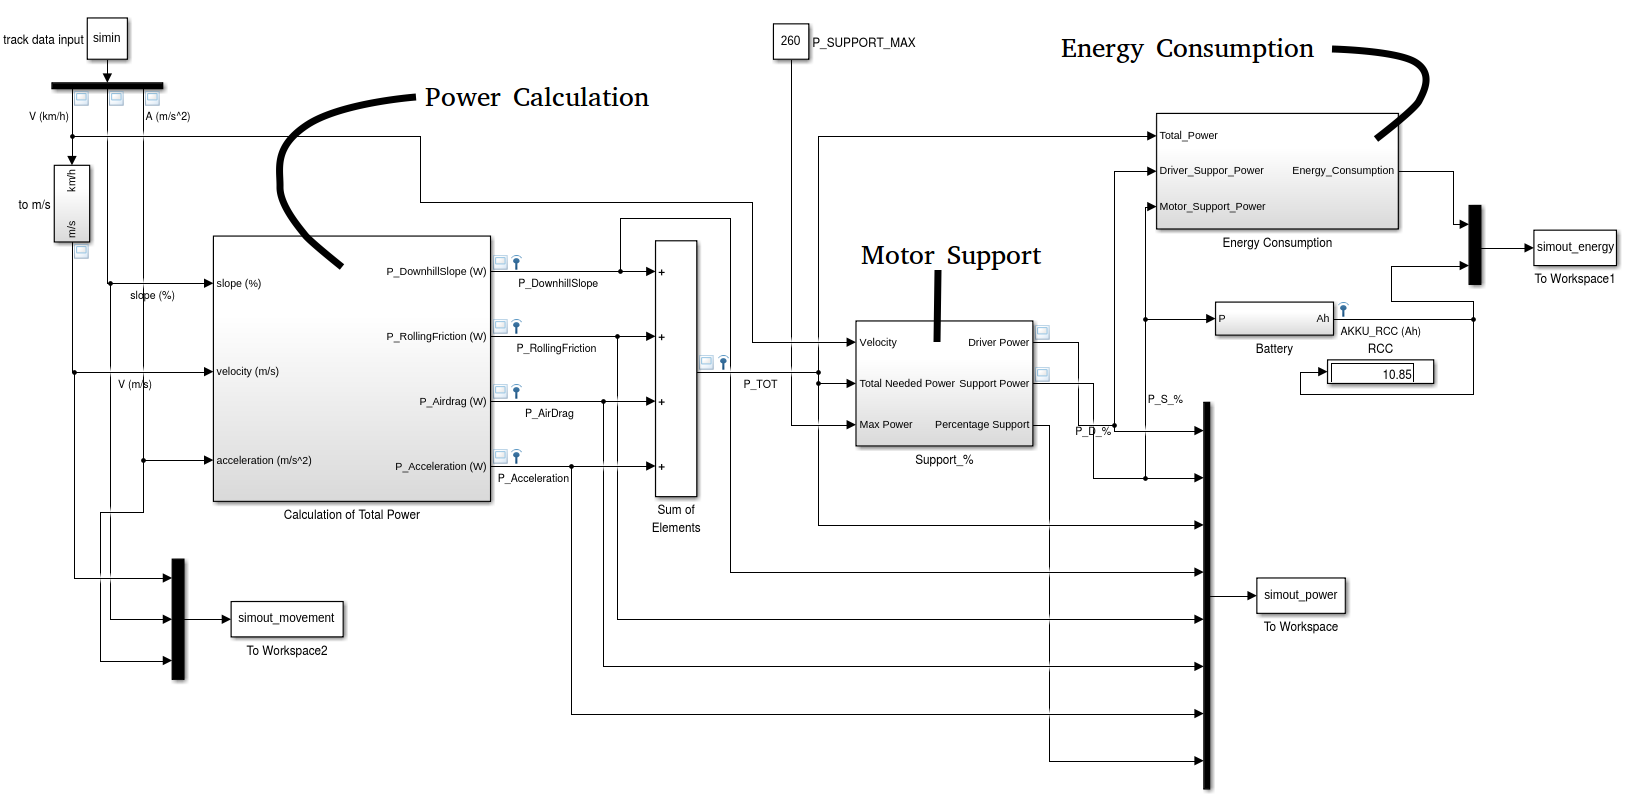 track data input
simin
V (km/h)
A (m/s^2)
km/h
m/s
to m/s
Power Calculation
slope (%)
V (m/s)
slope (%)
velocity (m/s)
acceleration (m/s^2)
P_DownhillSlope (W)
P_RollingFriction (W)
P_Airdrag (W)
P_Acceleration (W)
Calculation of Total Power
P_DownhillSlope
P_RollingFriction
P_AirDrag
P_Acceleration
+
+
+
+
Sum of
Elements
simout_movement
To Workspace2
P_TOT
260
P_SUPPORT_MAX
Motor Support
Velocity
Total Needed Power
Max Power
Driver Power
Support Power
Percentage Support
Support_%
P_D_%
P_S_%
Energy Consumption
Total_Power
Driver_Suppor_Power
Motor_Support_Power
Energy_Consumption
Energy Consumption
simout_energy
To Workspace1
P
Ah
Battery
AKKU_RCC (Ah)
RCC
10.85
simout_power
To Workspace